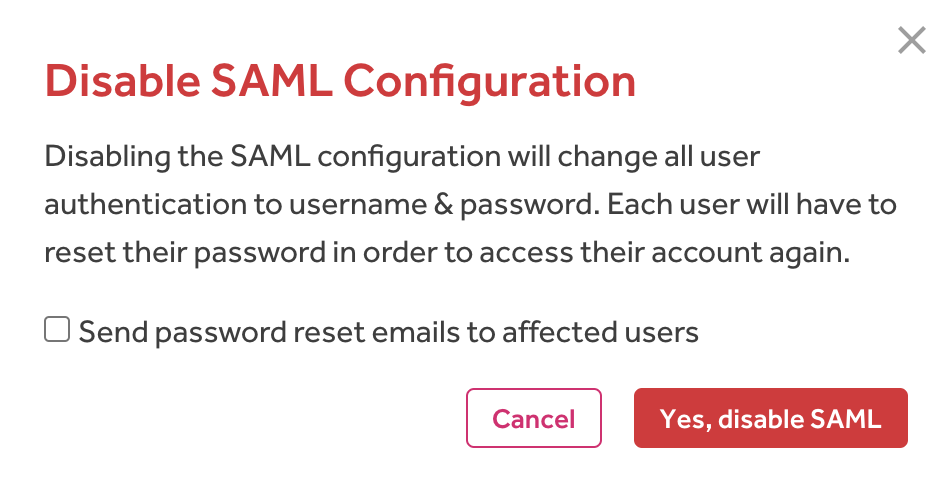 Disable SAML Configuration
Disabling the SAML configuration will change all user
authentication to username & password. Each user will have to
reset their password in order to access their account again.
Send password reset emails to affected users
Cancel
Yes, disable SAML